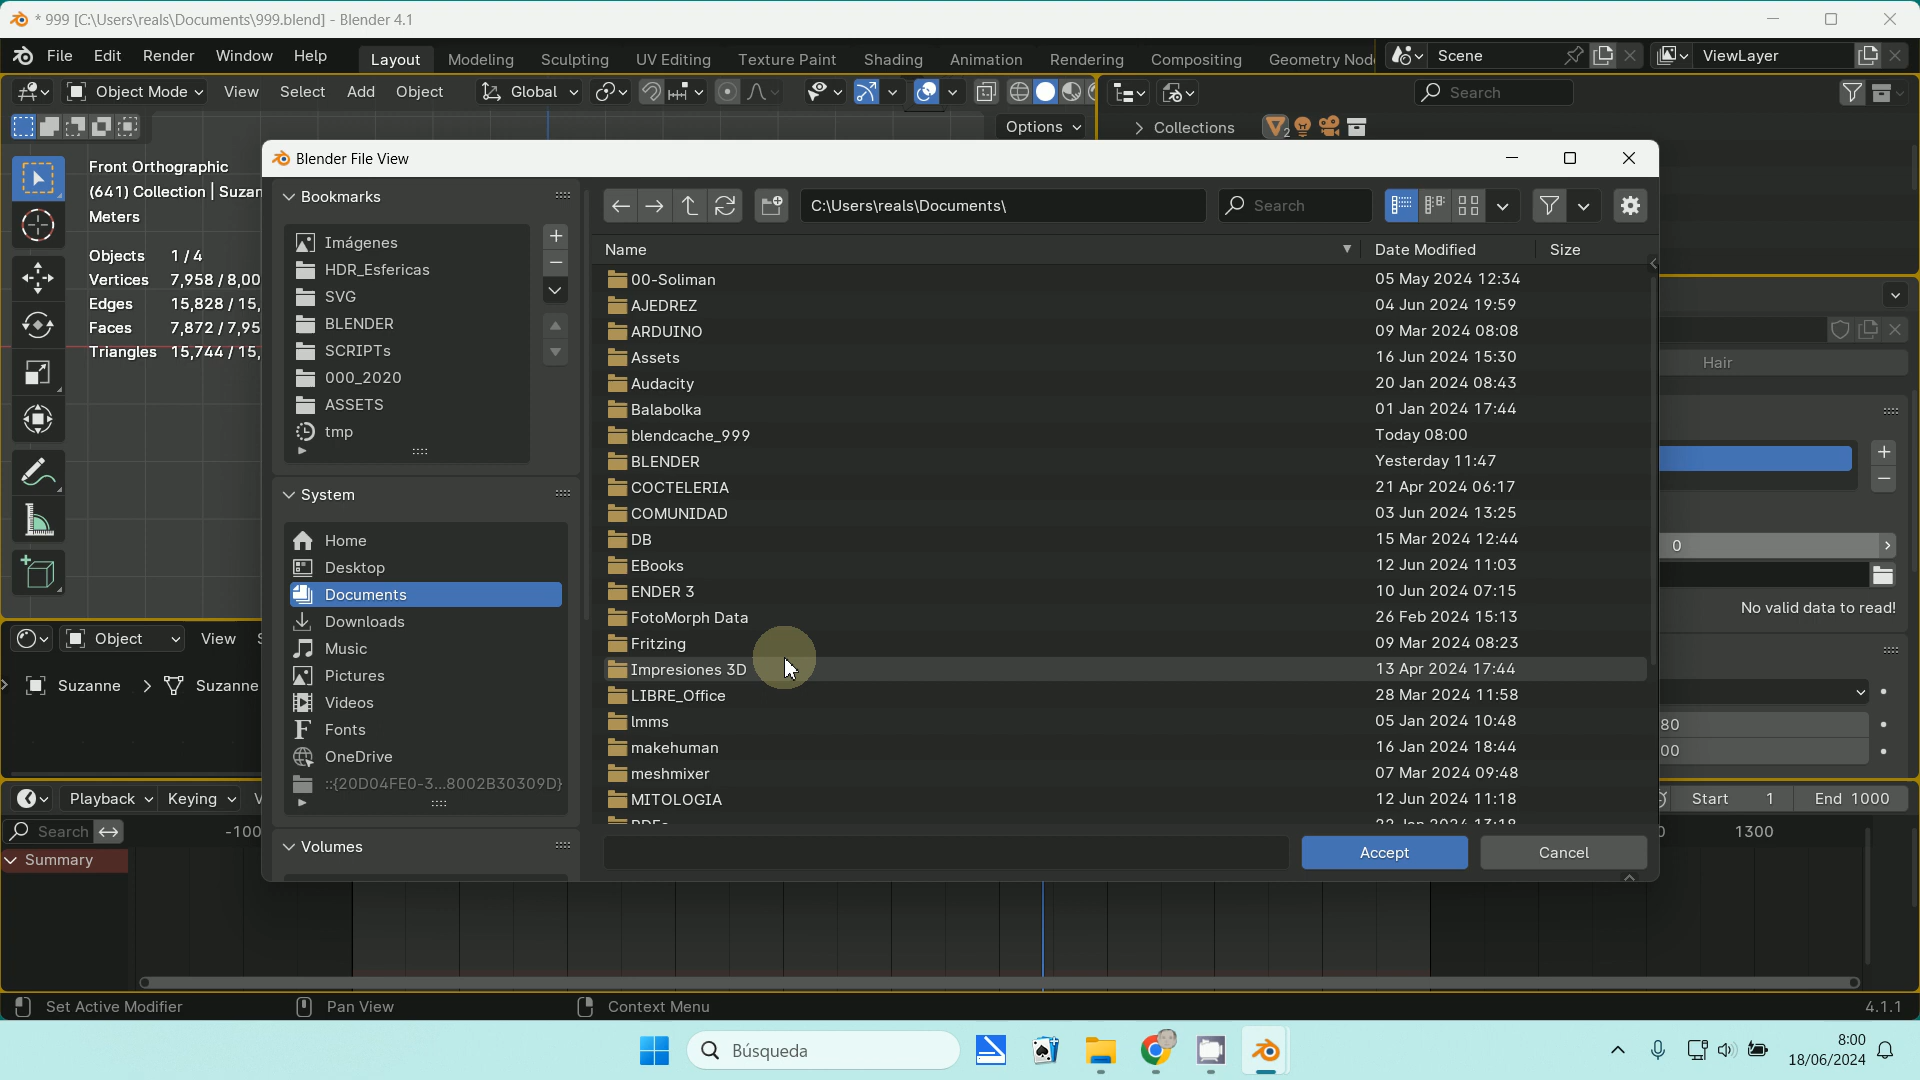 * 999 [C:\Users\reals\Documents\999.blend] - Blender 4.1
File Edit Render Window Help Layout Modeling Sculpting UV Editing Texture Paint Shading Animation Rendering Compositing Geometry Nod Scene ViewLayer
Object Mode View Select Add Object Global Search
Options Collections 2
Front Orthographic
(641) Collection | Suzan
Meters
Objects 1 / 4
Vertices 7,958 / 8,00
Edges 15,828 / 15,
Faces 7,872 / 7,95
Triangles 15,744 / 15,
Blender File View
Bookmarks
Imágenes
HDR_Esfericas
SVG
BLENDER
SCRIPTs
000_2020
ASSETS
tmp
System
Home
Desktop
Documents
Downloads
Music
Pictures
Videos
Fonts
OneDrive
::{20D04FE0-3...8002B30309D}
Volumes
C:\Users\reals\Documents\ Search
Name Date Modified Size
00-Soliman 05 May 2024 12:34
AJEDREZ 04 Jun 2024 19:59
ARDUINO 09 Mar 2024 08:08
Assets 16 Jun 2024 15:30
Audacity 20 Jan 2024 08:43
Balabolka 01 Jan 2024 17:44
blendcache_999 Today 08:00
BLENDER Yesterday 11:47
COCTELERIA 21 Apr 2024 06:17
COMUNIDAD 03 Jun 2024 13:25
DB 15 Mar 2024 12:44
EBooks 12 Jun 2024 11:03
ENDER 3 10 Jun 2024 07:15
FotoMorph Data 26 Feb 2024 15:13
Fritzing 09 Mar 2024 08:23
Impresiones 3D 13 Apr 2024 17:44
LIBRE_Office 28 Mar 2024 11:58
lmms 05 Jan 2024 10:48
makehuman 16 Jan 2024 18:44
meshmixer 07 Mar 2024 09:48
MITOLOGIA 12 Jun 2024 11:18
Accept Cancel
Hair
0
No valid data to read!
80
00
Object View
Suzanne Suzanne
Playback Keying Start 1 End 1000
Search -100 1300
Summary
Set Active Modifier Pan View Context Menu 4.1.1
Búsqueda
8:00
18/06/2024